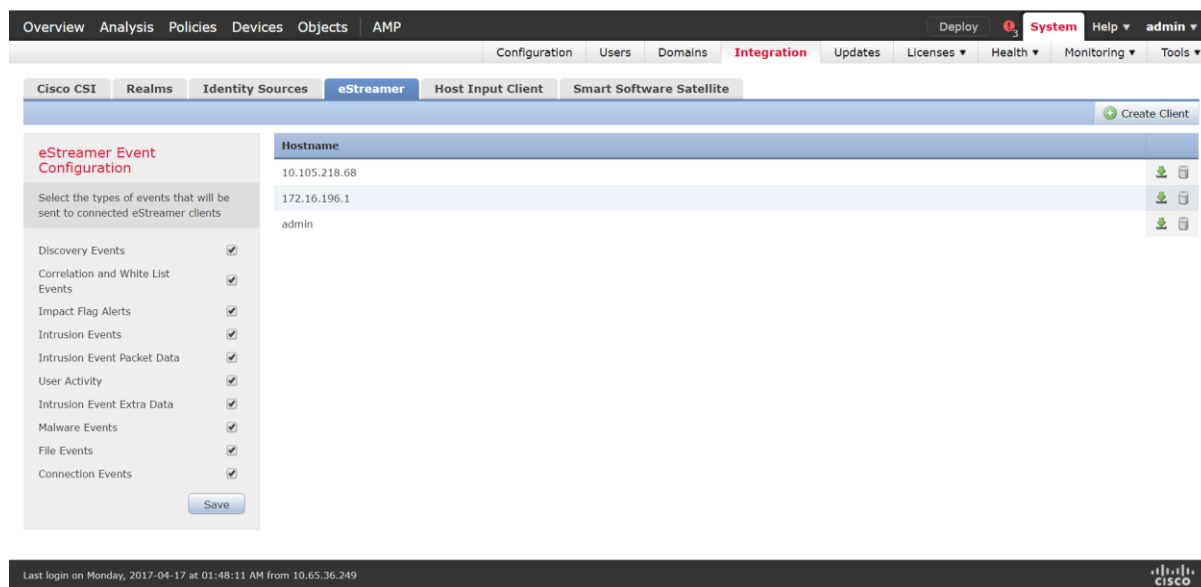 Overview Analysis Policies Devices Objects AMP Deploy 3 System Help ▾ admin ▾
Configuration Users Domains Integration Updates Licenses ▾ Health ▾ Monitoring ▾ Tools ▾
Cisco CSI Realms Identity Sources eStreamer Host Input Client Smart Software Satellite
Create Client
eStreamer Event
Configuration
Select the types of events that will be
sent to connected eStreamer clients
Discovery Events
Correlation and White List
Events
Impact Flag Alerts
Intrusion Events
Intrusion Event Packet Data
User Activity
Intrusion Event Extra Data
Malware Events
File Events
Connection Events
Save
Hostname
10.105.218.68
172.16.196.1
admin
Last login on Monday, 2017-04-17 at 01:48:11 AM from 10.65.36.249
CISCO